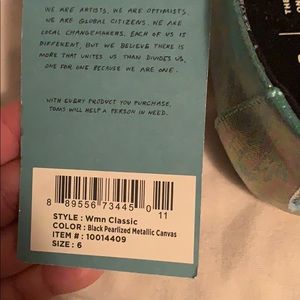 WE ARE ARTISTS. WE ARE OPTIMISTS.
WE ARE GLOBAL CITIZENS. WE ARE
LOCAL CHANGEMAKERS. EACH OF US IS
DIFFERENT, BUT WE BELIEVE THERE IS
MORE THAT UNITES US THAN DIVIDES US,
ONE FOR ONE BECAUSE WE ARE ONE.
WITH EVERY PRODUCT YOU PURCHASE,
TOMS WILL HELP A PERSON IN NEED.
8 89556 73445 0 11
STYLE : Wmn Classic
COLOR : Black Pearlized Metallic Canvas
ITEM # : 10014409
SIZE : 6